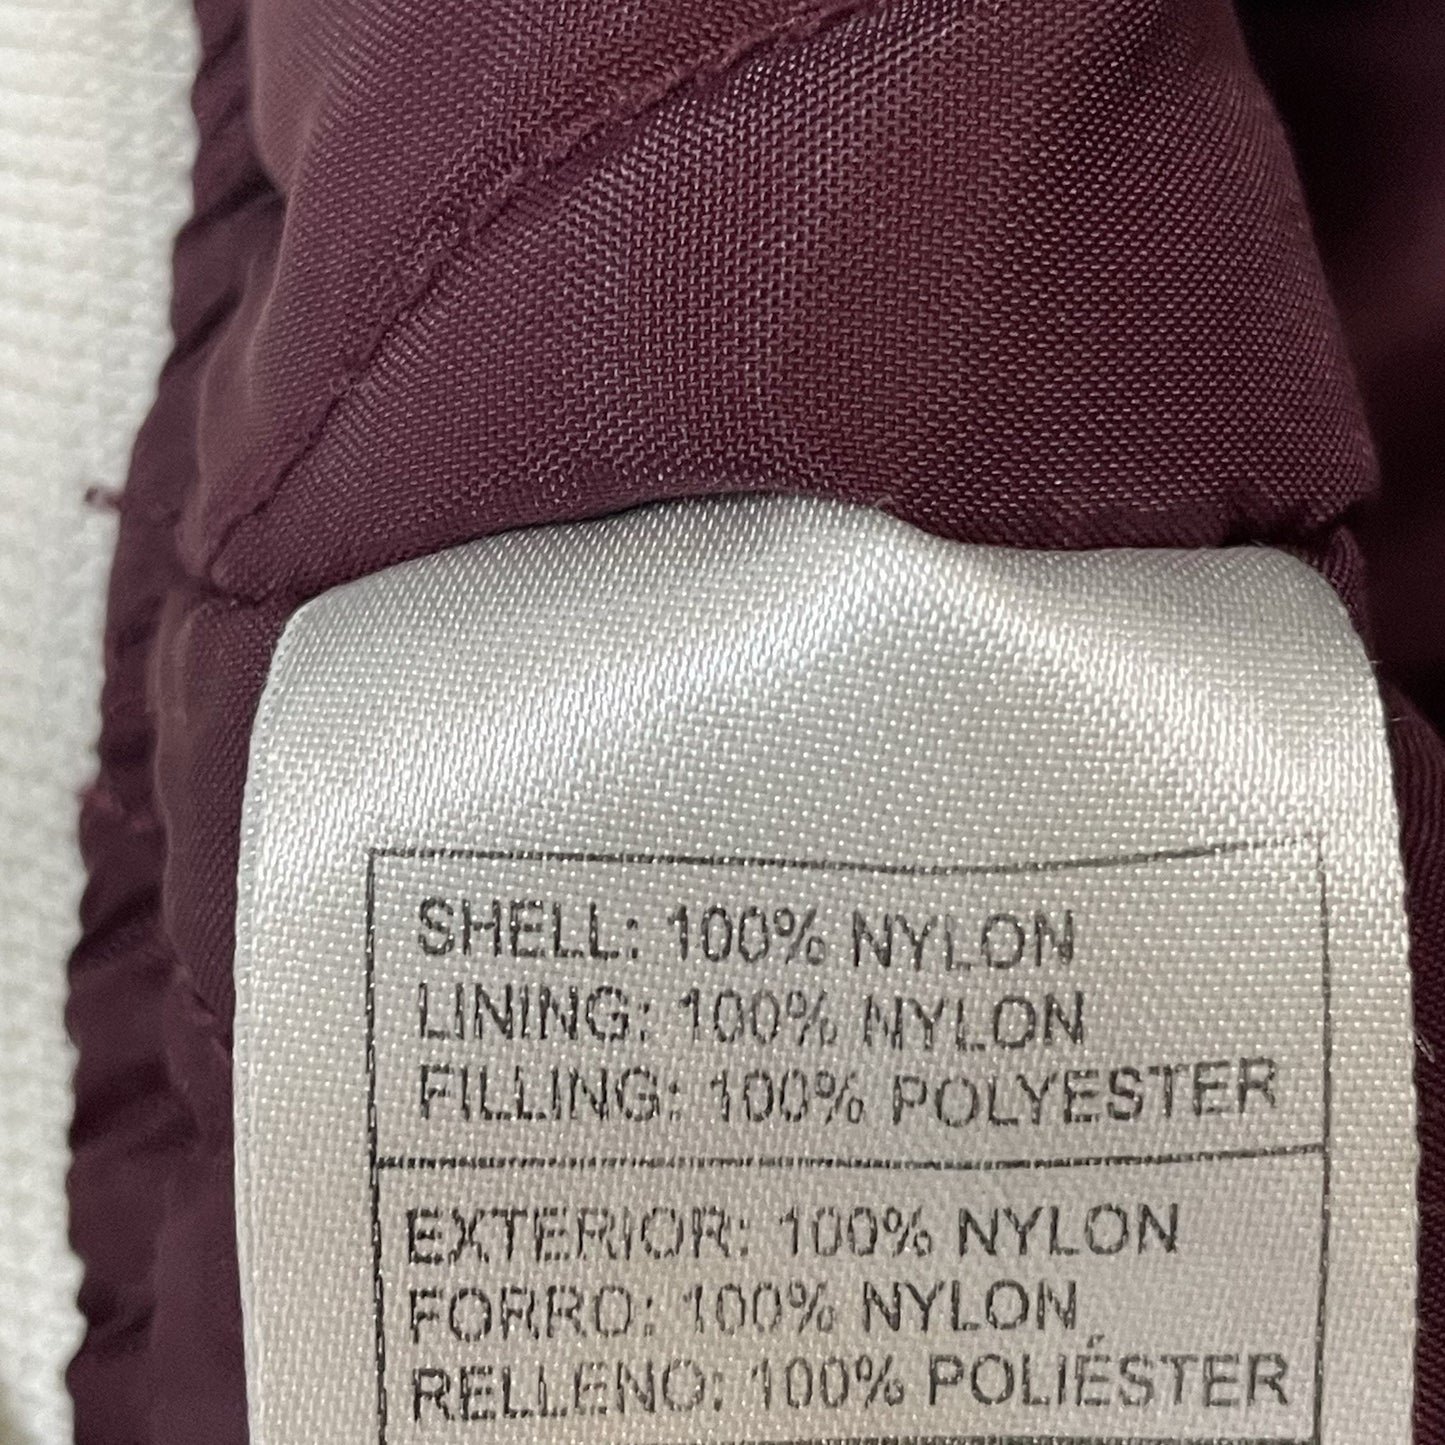 SHELL: 100% NYLON
LINING: 100% NYLON
FILLING: 100% POLYESTER
EXTERIOR: 100% NYLON
FORRO: 100% NYLON
RELLENO: 100% POLIÉSTER